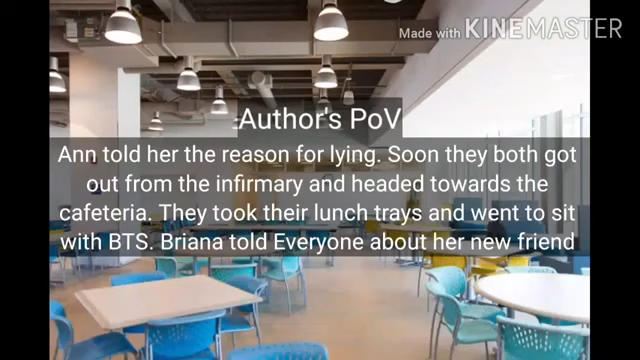 Made with KINEMASTER
Author's PoV
Ann told her the reason for lying. Soon they both got
out from the infirmary and headed towards the
cafeteria. They took their lunch trays and went to sit
with BTS. Briana told Everyone about her new friend